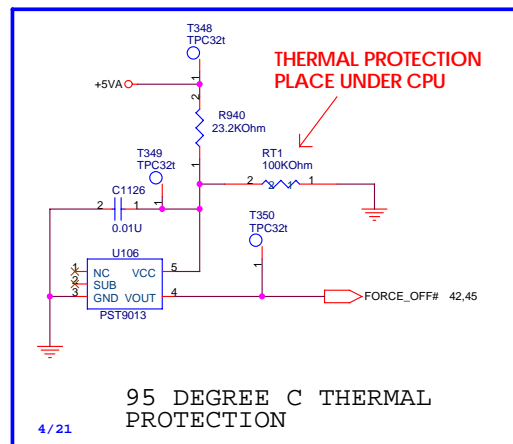 T348
TPC32t
THERMAL PROTECTION
PLACE UNDER CPU
+5VA
1
2
R940
23.2KOhm
1
T349
TPC32t
RT1
100KOhm
2
1
C1126
2
1
1
0.01U
T350
TPC32t
U106
1
NC
VCC
5
2
SUB
1
3
GND
VOUT
4
FORCE_OFF# 42,45
PST9013
95 DEGREE C THERMAL
PROTECTION
4/21